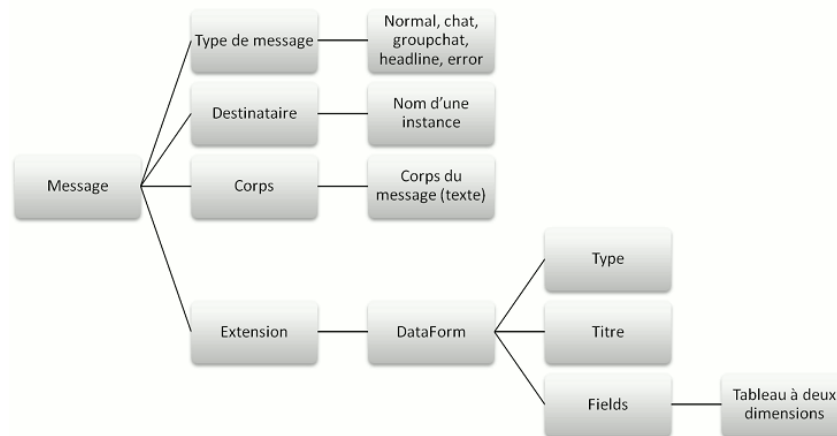 Type de message
Normal, chat,
groupchat,
headline, error
Destinataire
Nom d'une
instance
Message
Corps
Corps du
message (texte)
Type
Extension
DataForm
Titre
Fields
Tableau à deux
dimensions